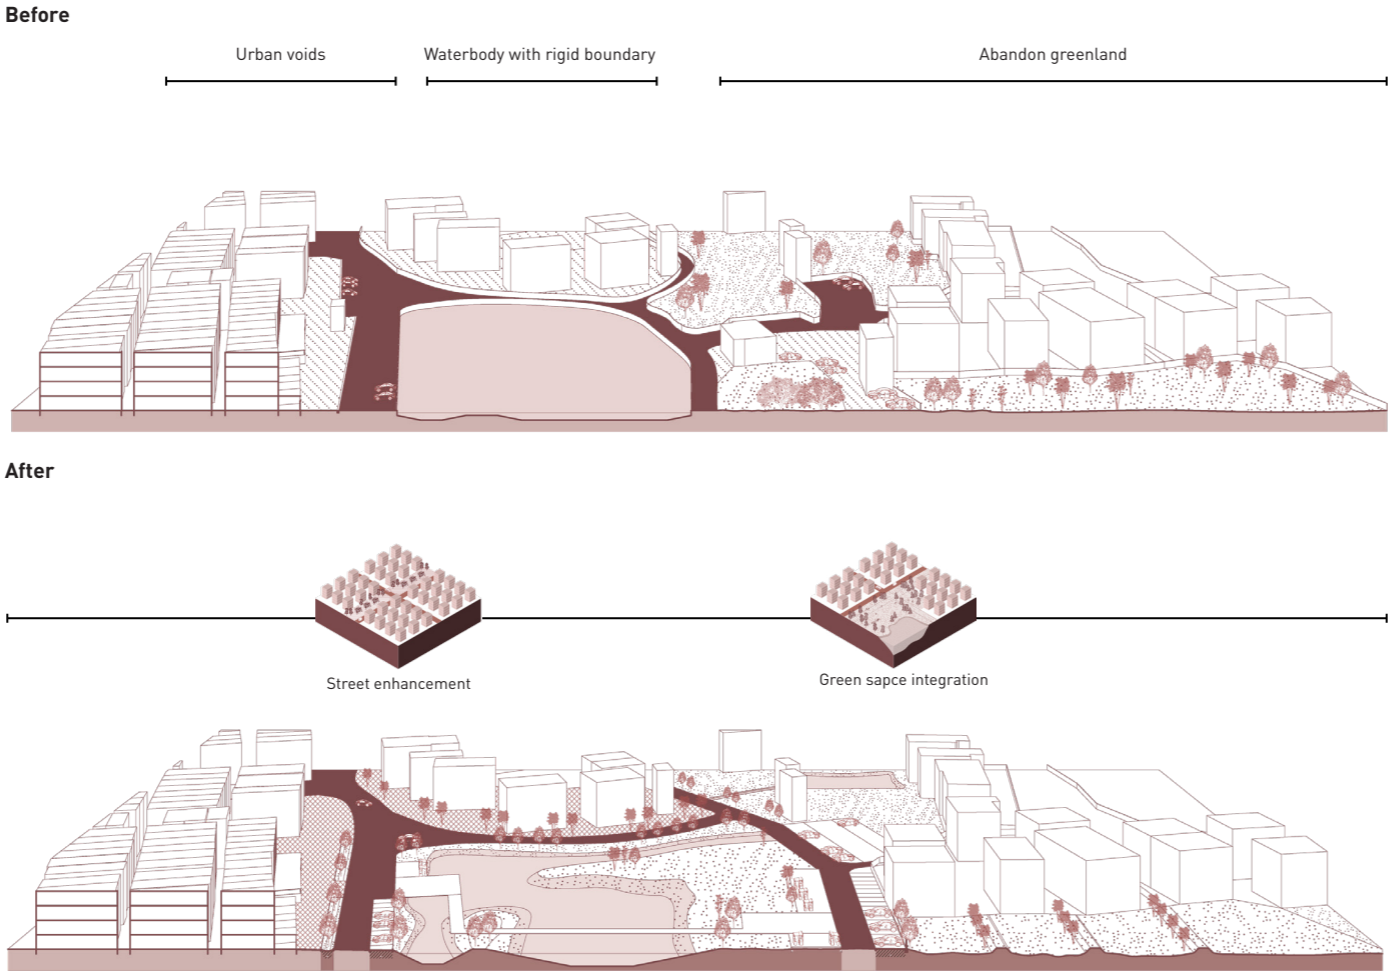 Before
Urban voids
Waterbody with rigid boundary
Abandon greenland
After
Street enhancement
Green sapce integration